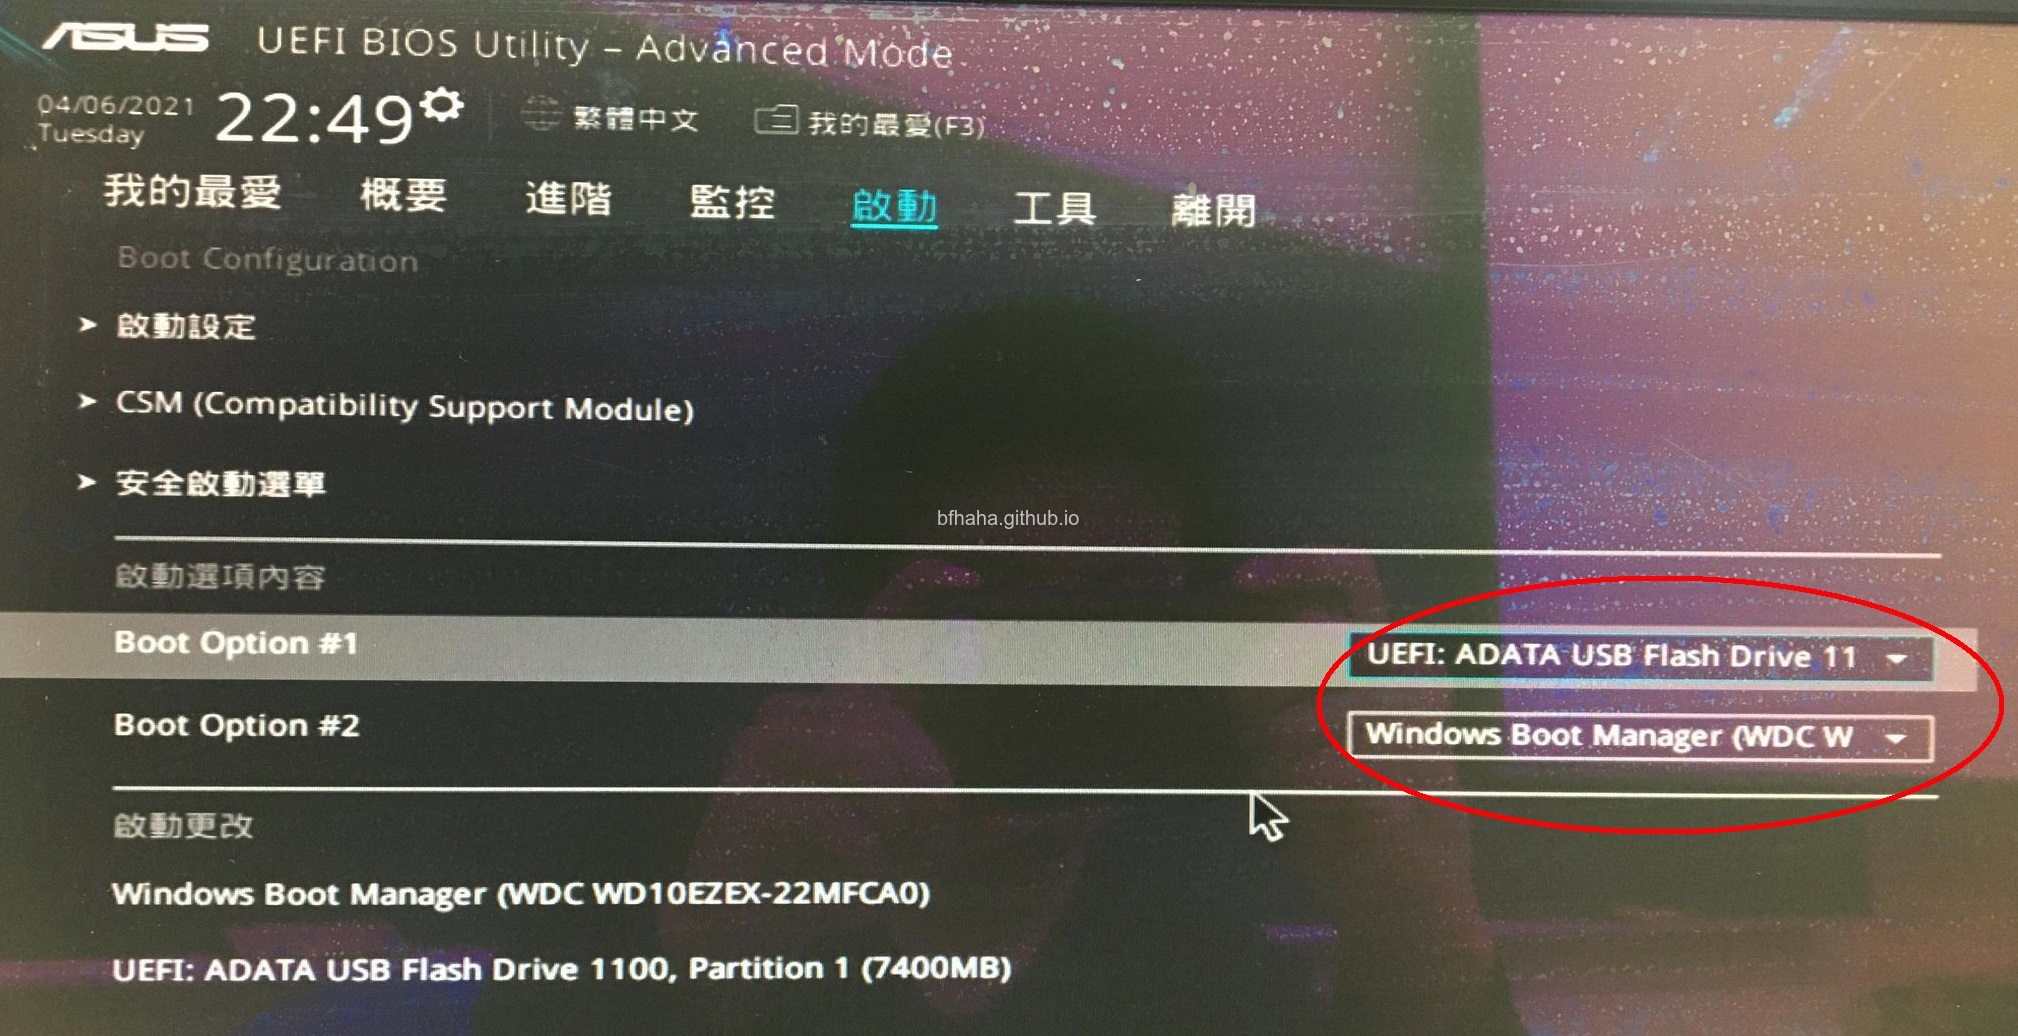 ASUS UEFI BIOS Utility – Advanced Mode
04/06/2021
Tuesday
22:49
繁體中文
我的最愛(F3)
我的最愛 概要 進階 監控 啟動 工具 離開
Boot Configuration
啟動設定
CSM (Compatibility Support Module)
安全啟動選單
bfhaha.github.io
啟動選項內容
Boot Option #1 UEFI: ADATA USB Flash Drive 11
Boot Option #2 Windows Boot Manager (WDC W
啟動更改
Windows Boot Manager (WDC WD10EZEX-22MFCA0)
UEFI: ADATA USB Flash Drive 1100, Partition 1 (7400MB)